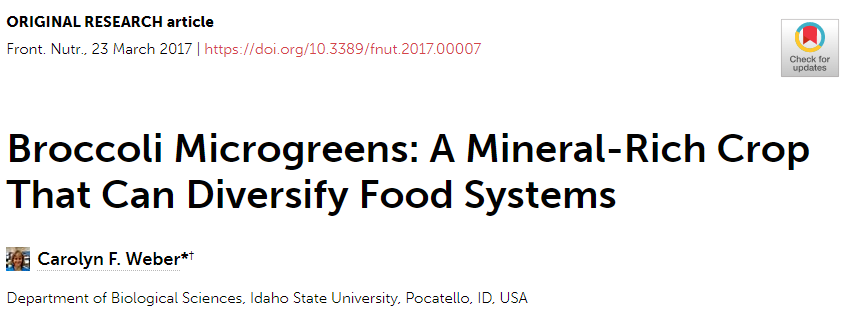 ORIGINAL RESEARCH article
Front. Nutr., 23 March 2017 | https://doi.org/10.3389/fnut.2017.00007
Check for
updates
Broccoli Microgreens: A Mineral-Rich Crop
That Can Diversify Food Systems
Carolyn F. Weber*†
Department of Biological Sciences, Idaho State University, Pocatello, ID, USA